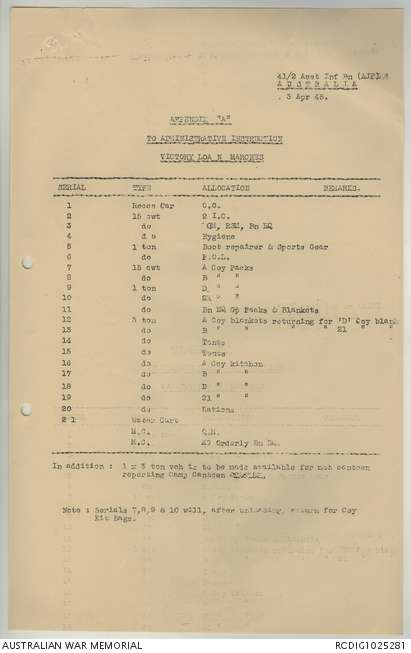 41/2 Aust Inf Bn (AIF)
AUSTRALIA
3 Apr 45.
APPENDIX "A"
TO ADMINISTRATIVE INSTRUCTION
VICTORY LOA N MARCHES
SERIAL TYPE ALLOCATION REMARKS.
1 Recon Car C.O.
2 15 cwt 2 I.C.
3 do QM, RSM, Bn HQ
4 d o Hygiene
5 1 ton Boot repairer & Sports Gear
6 do P.O.L.
7 15 cwt A Coy Packs
8 do B " "
9 1 ton D " "
10 do 21 " "
11 do Bn HQ Gp Packs & Blankets
12 3 ton A Coy blankets returning for 'D' Coy blank
13 do B " " " 21 " "
14 do Tents
15 do Tents
16 do A Coy kitchen
17 do B " "
18 do D " "
19 do 21 " "
20 do Rations
2 1 Water Cart
M.C. Q.M.
M.C. Orderly Bn HQ.
In addition : 1 x 3 ton veh is to be made available for mob canteen
reporting Camp Canteen
Note : Serials 7,8,9 & 10 will, after unloading, return for Coy
Kit Bags.
AUSTRALIAN WAR MEMORIAL RCDIG1025281